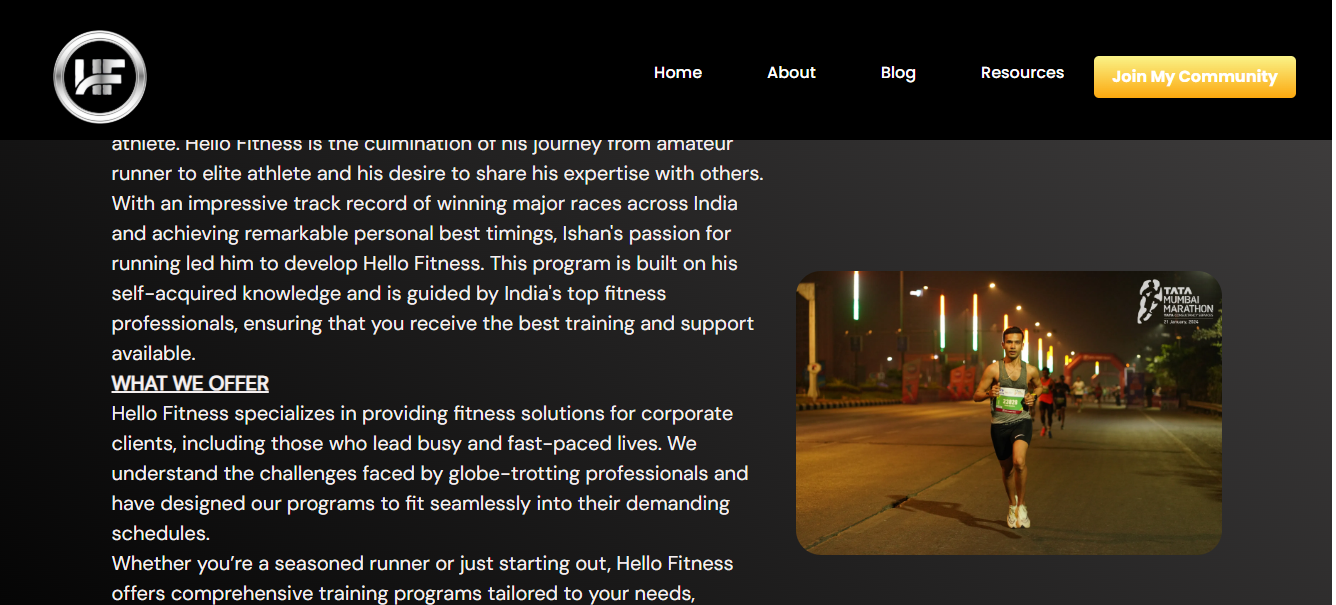 HF
Home
About
Blog
Resources
Join My Community
athlete. Hello Fitness is the culmination of his journey from amateur
runner to elite athlete and his desire to share his expertise with others.
With an impressive track record of winning major races across India
and achieving remarkable personal best timings, Ishan's passion for
running led him to develop Hello Fitness. This program is built on his
self-acquired knowledge and is guided by India's top fitness
professionals, ensuring that you receive the best training and support
available.
WHAT WE OFFER
Hello Fitness specializes in providing fitness solutions for corporate
clients, including those who lead busy and fast-paced lives. We
understand the challenges faced by globe-trotting professionals and
have designed our programs to fit seamlessly into their demanding
schedules.
Whether you’re a seasoned runner or just starting out, Hello Fitness
offers comprehensive training programs tailored to your needs,
TATA
MUMBAI
MARATHON
21 January, 2024